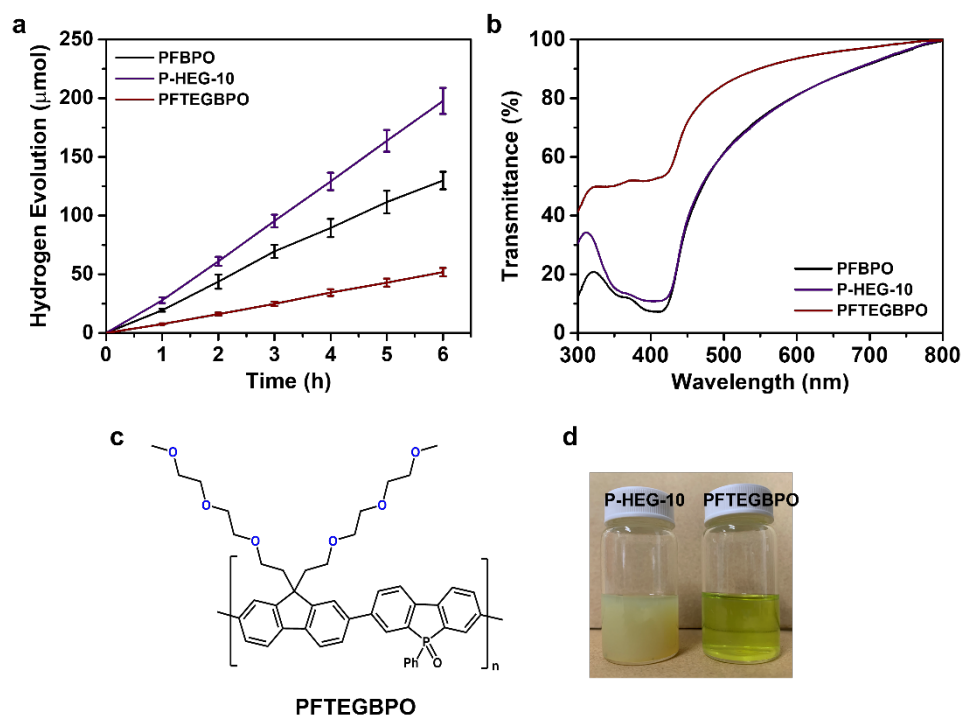 a
250
200
150
100
50
0
Hydrogen Evolution (μmol)
PFBPO
P-HEG-10
PFTEGBPO
0 1 2 3 4 5 6
Time (h)
b
100
80
60
40
20
0
Transmittance (%)
PFBPO
P-HEG-10
PFTEGBPO
300 400 500 600 700 800
Wavelength (nm)
c
O O
O O
O O
P
Ph O
n
PFTEGBPO
d
P-HEG-10 PFTEGBPO